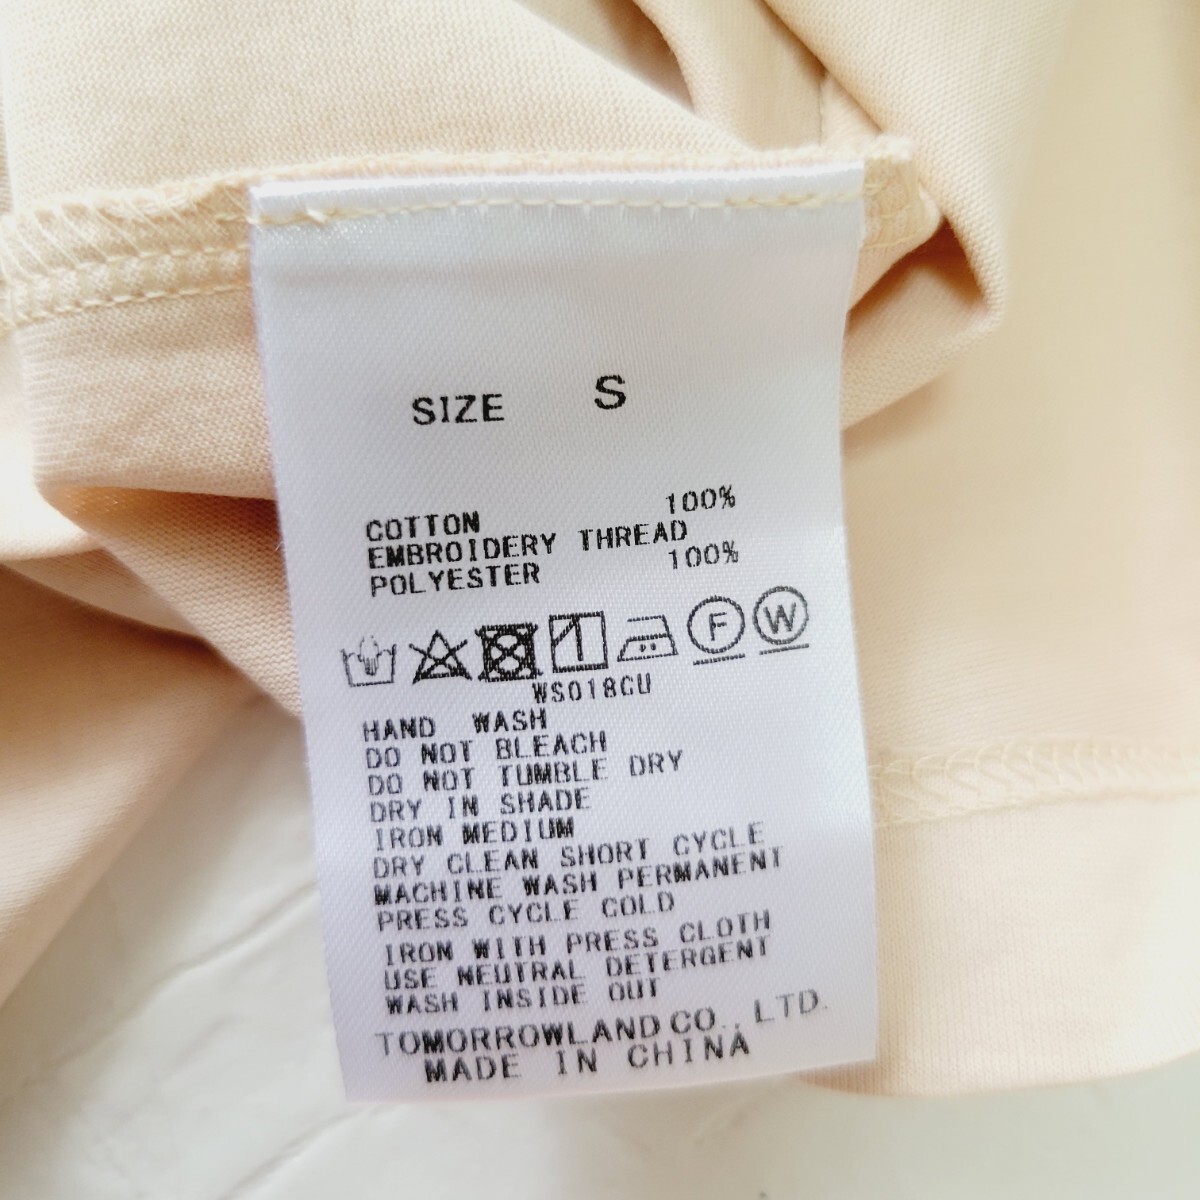 SIZE S
COTTON 100%
EMBROIDERY THREAD
POLYESTER 100%
F W
WS018CU
HAND WASH
DO NOT BLEACH
DO NOT TUMBLE DRY
DRY IN SHADE
IRON MEDIUM
DRY CLEAN SHORT CYCLE
MACHINE WASH PERMANENT
PRESS CYCLE COLD
IRON WITH PRESS CLOTH
USE NEUTRAL DETERGENT
WASH INSIDE OUT
TOMORROWLAND CO., LTD.
MADE IN CHINA